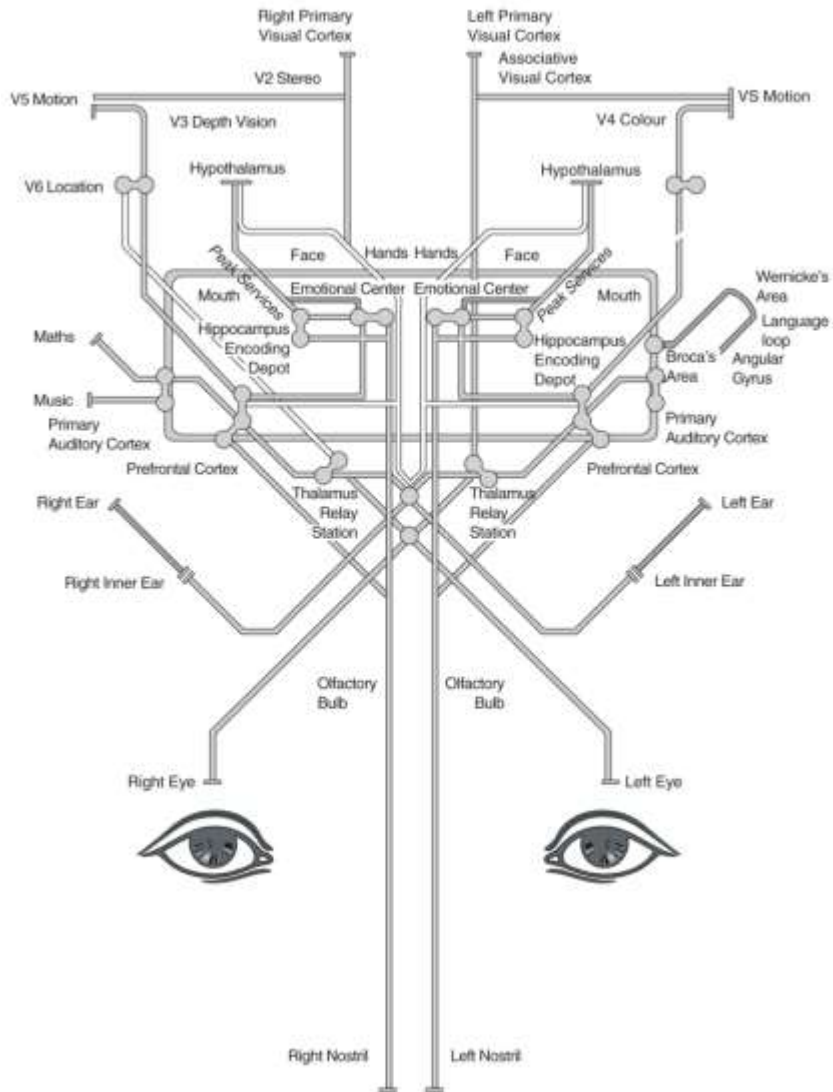 Right Primary
Visual Cortex
Left Primary
Visual Cortex
Associative
Visual Cortex
V2 Stereo
V5 Motion
VS Motion
V3 Depth Vision
V4 Colour
Hypothalamus
Hypothalamus
V6 Location
Face
Hands
Hands
Face
Peak Services
Peak Services
Mouth
Emotional Center
Emotional Center
Mouth
Wernicke's
Area
Language
loop
Maths
Hippocampus
Encoding
Depot
Hippocampus
Encoding
Depot
Broca's
Area
Angular
Gyrus
Music
Primary
Auditory Cortex
Primary
Auditory Cortex
Prefrontal Cortex
Prefrontal Cortex
Right Ear
Thalamus
Relay
Station
Thalamus
Relay
Station
Left Ear
Right Inner Ear
Left Inner Ear
Olfactory
Bulb
Olfactory
Bulb
Right Eye
Left Eye
Right Nostril
Left Nostril